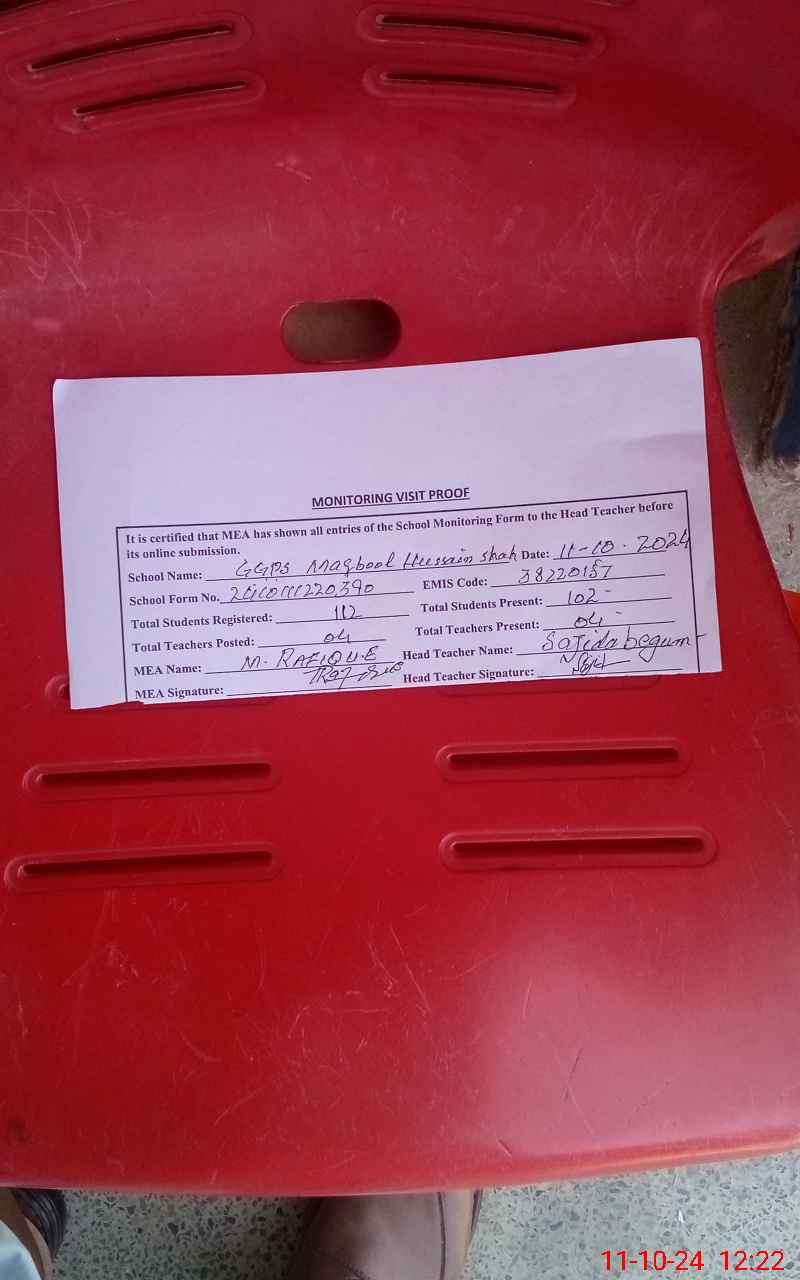 MONITORING VISIT PROOF
It is certified that MEA has shown all entries of the School Monitoring Form to the Head Teacher before
its online submission.
School Name: GGPS Maqbool Hussain shah Date: 11-10-2024
School Form No. EMIS Code: 38220157
Total Students Registered: 112 Total Students Present: 102
Total Teachers Posted: 04 Total Teachers Present: 04
MEA Name: M. RAFIQUE Head Teacher Name: Sajida begum
MEA Signature: Head Teacher Signature:
11-10-24 12:22